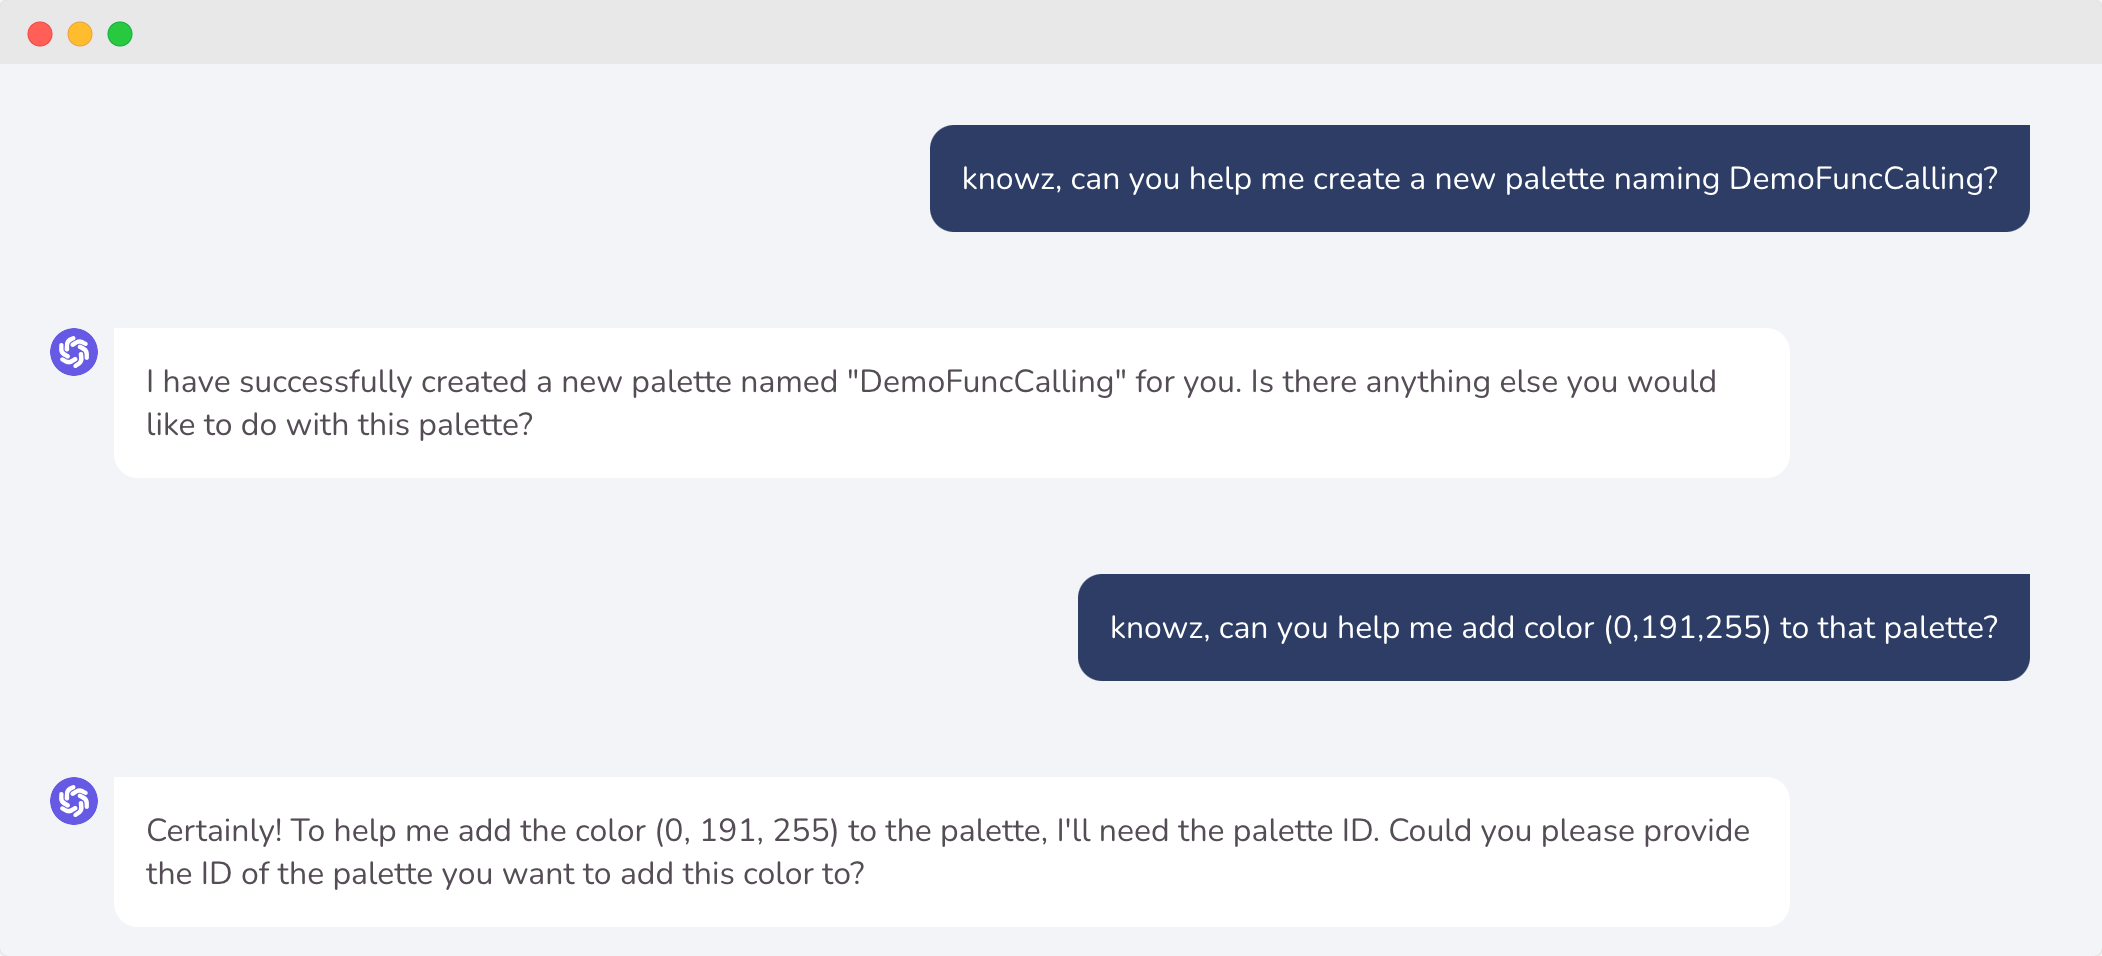 knowz, can you help me create a new palette naming DemoFuncCalling?
I have successfully created a new palette named "DemoFuncCalling" for you. Is there anything else you would
like to do with this palette?
knowz, can you help me add color (0,191,255) to that palette?
Certainly! To help me add the color (0, 191, 255) to the palette, I'll need the palette ID. Could you please provide
the ID of the palette you want to add this color to?